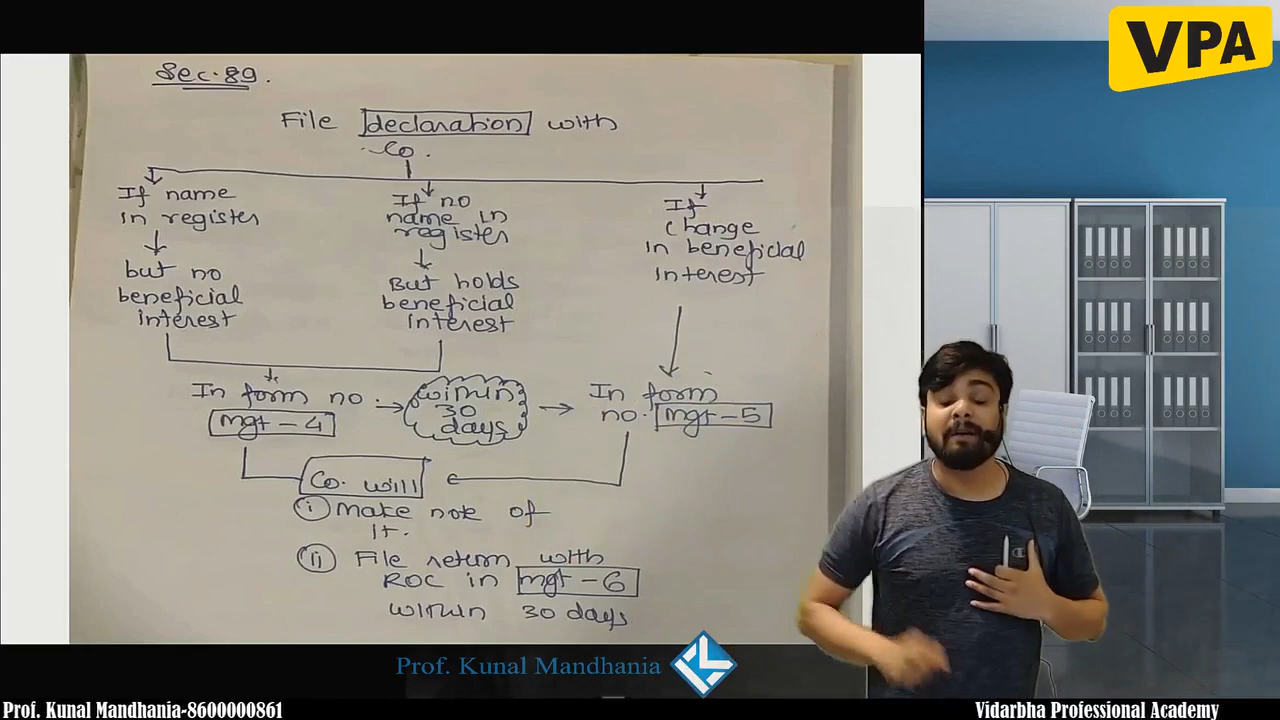 VPA
Sec. 89.
File declaration with
Co.
If name
in register
but no
beneficial
interest
If no
name in
register
But holds
beneficial
interest
If
change
in beneficial
interest
In form no.
mgt-4
within
30
days
In form
no. mgt-5
Co. will
(i) make note of
it.
(ii) File return with
ROC in mgt-6
within 30 days
Prof. Kunal Mandhania
Prof. Kunal Mandhania-8600000861
Vidarbha Professional Academy